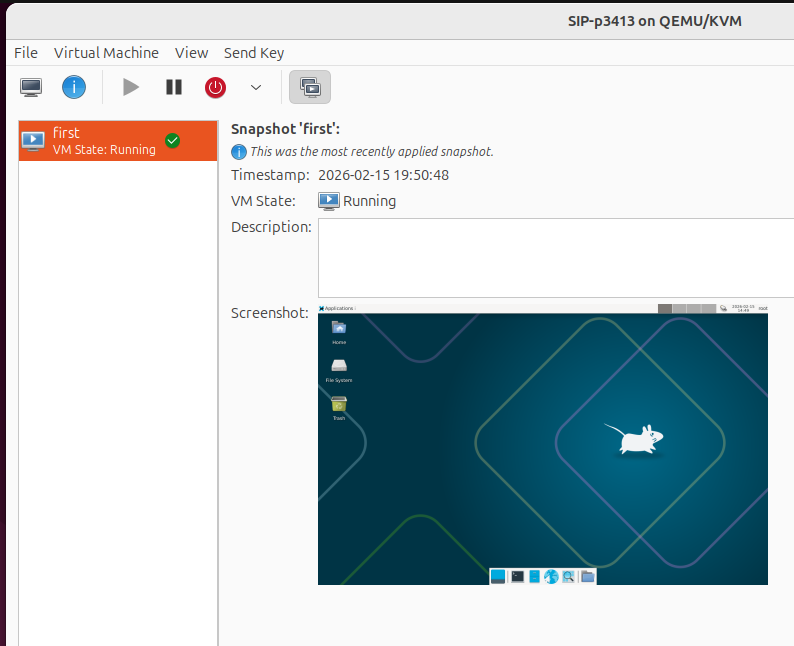 SIP-p3413 on QEMU/KVM
File Virtual Machine View Send Key
first
VM State: Running
Snapshot 'first':
This was the most recently applied snapshot.
Timestamp: 2026-02-15 19:50:48
VM State: Running
Description:
Screenshot:
Applications
2026-02-15
root
Home
File System
Trash